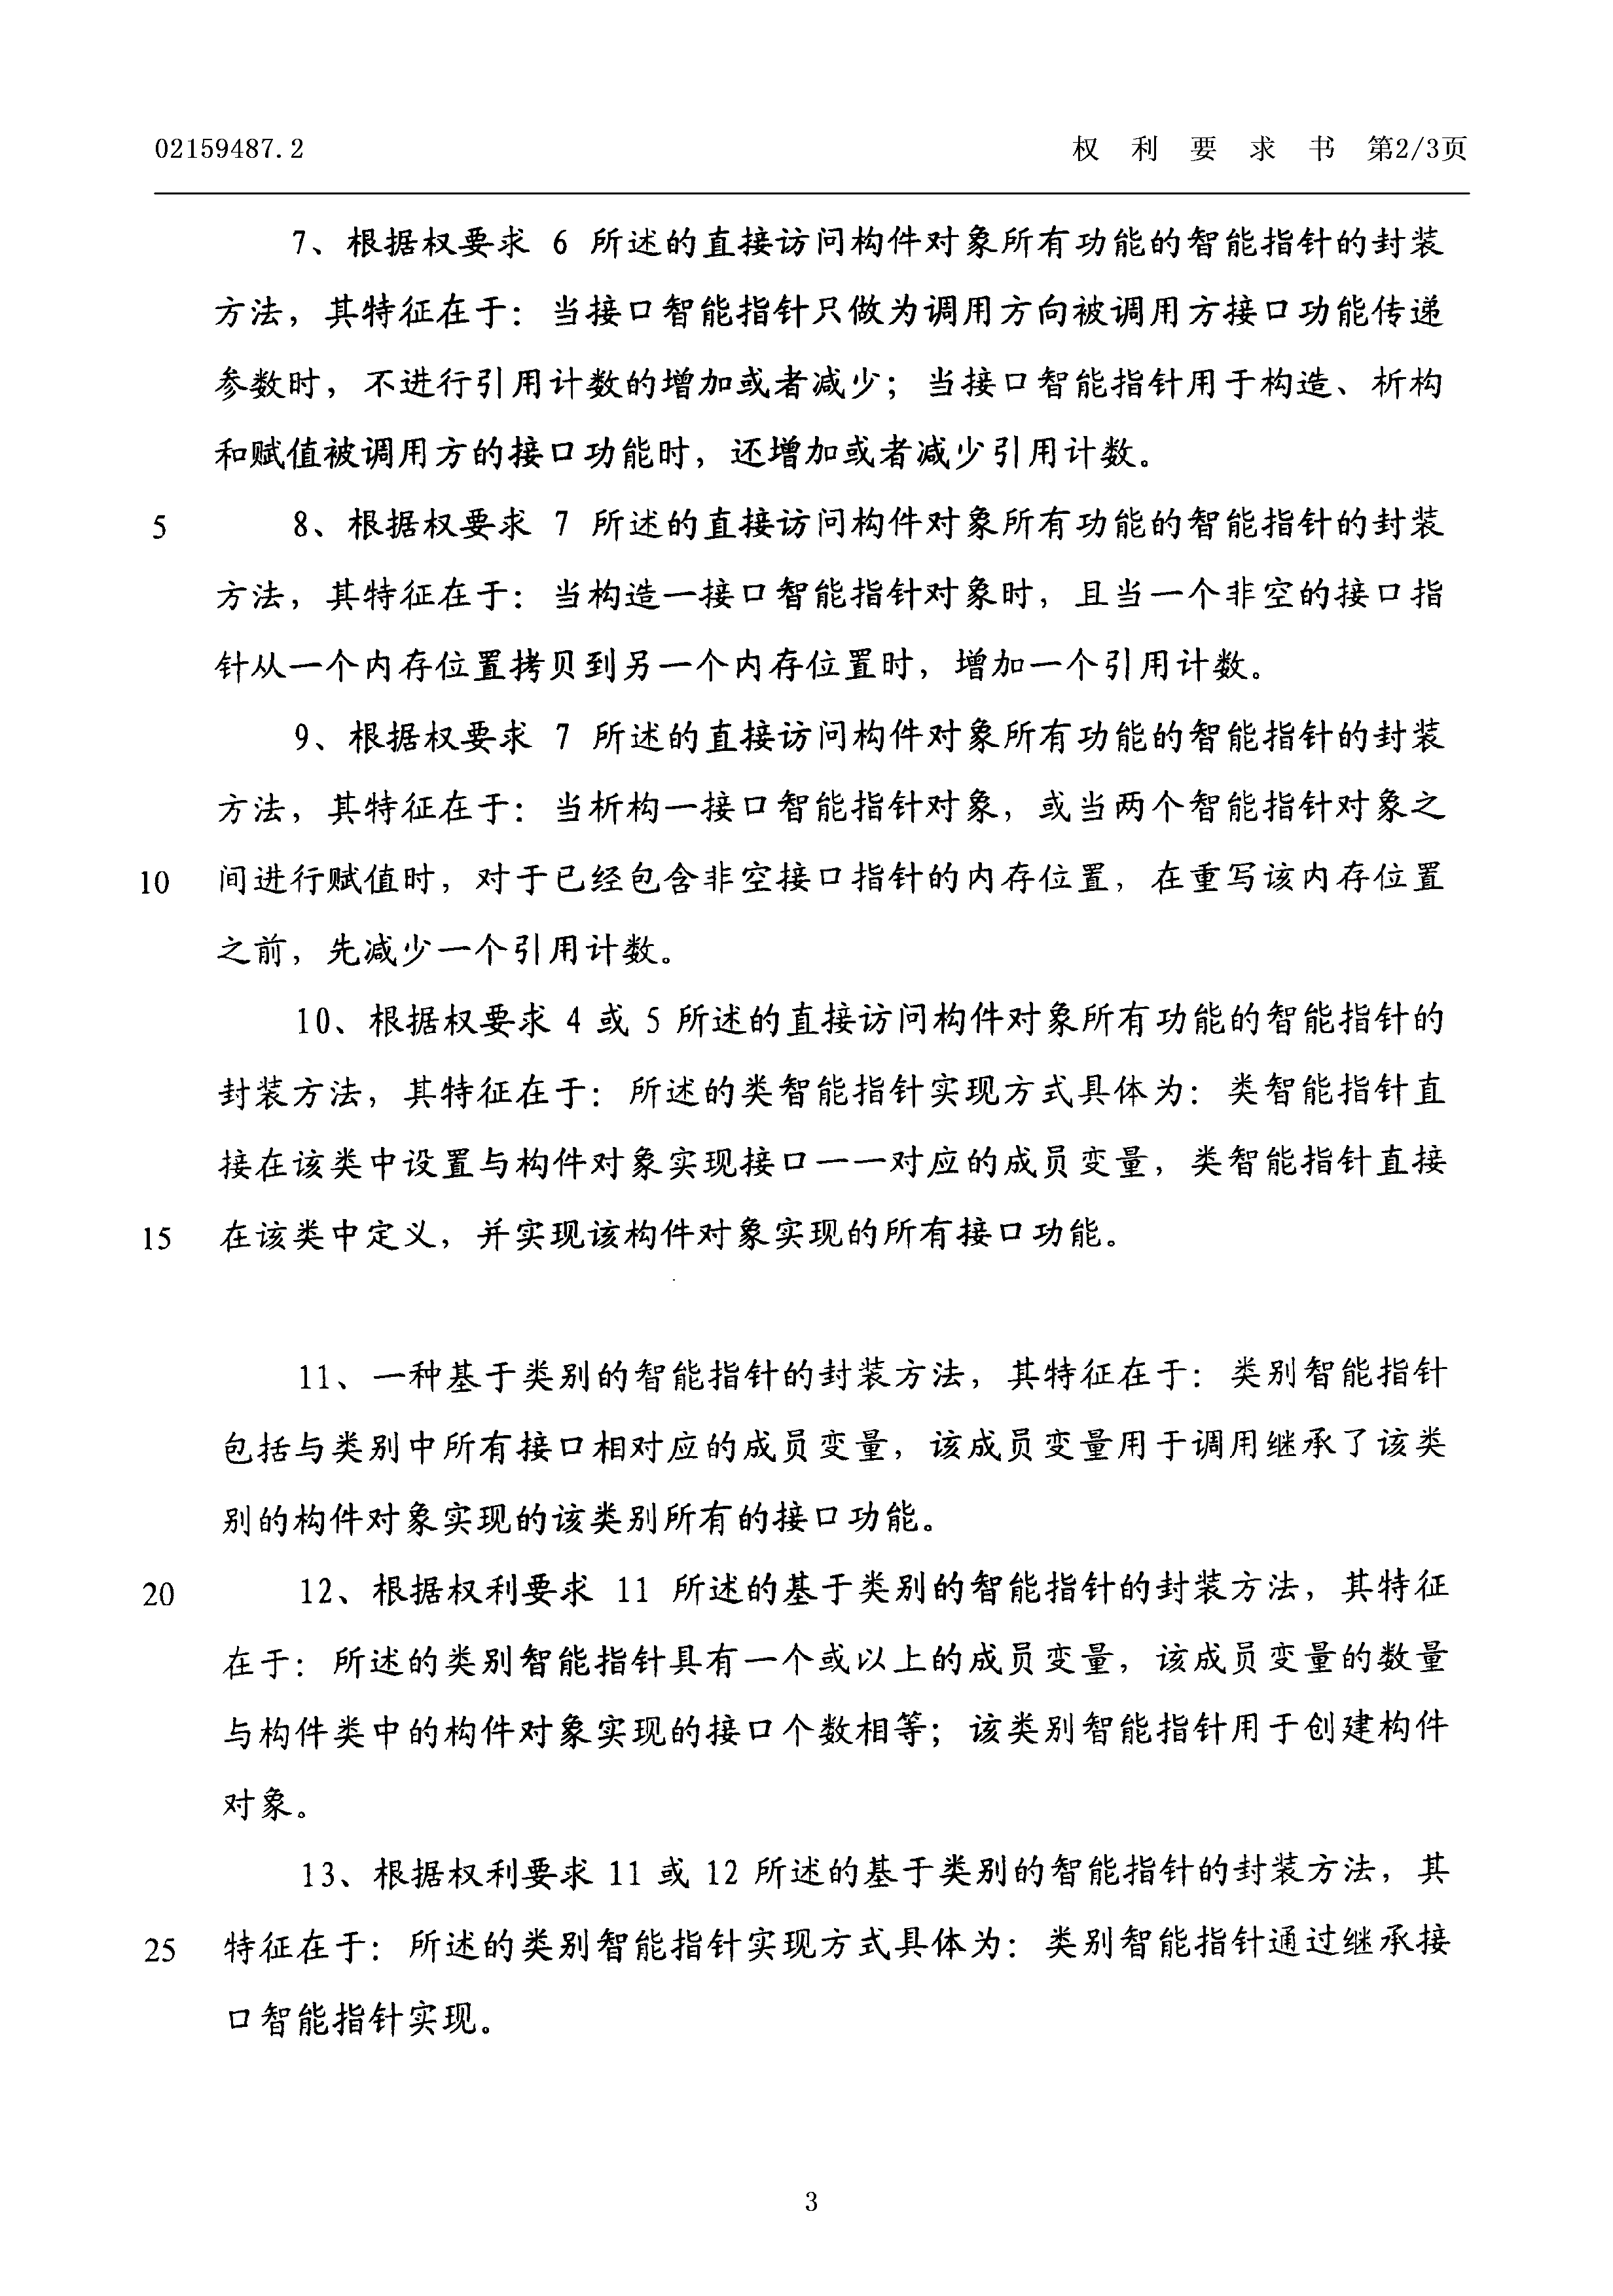 02159487.2 权利要求书 第2/3页
7、根据权要求 6 所述的直接访问构件对象所有功能的智能指针的封装
方法，其特征在于：当接口智能指针只做为调用方向被调用方接口功能传递
参数时，不进行引用计数的增加或者减少；当接口智能指针用于构造、析构
和赋值被调用方的接口功能时，还增加或者减少引用计数。
5 8、根据权要求 7 所述的直接访问构件对象所有功能的智能指针的封装
方法，其特征在于：当构造一接口智能指针对象时，且当一个非空的接口指
针从一个内存位置拷贝到另一个内存位置时，增加一个引用计数。
9、根据权要求 7 所述的直接访问构件对象所有功能的智能指针的封装
方法，其特征在于：当析构一接口智能指针对象，或当两个智能指针对象之
10 间进行赋值时，对于已经包含非空接口指针的内存位置，在重写该内存位置
之前，先减少一个引用计数。
10、根据权要求 4 或 5 所述的直接访问构件对象所有功能的智能指针的
封装方法，其特征在于：所述的类智能指针实现方式具体为：类智能指针直
接在该类中设置与构件对象实现接口一一对应的成员变量，类智能指针直接
15 在该类中定义，并实现该构件对象实现的所有接口功能。
11、一种基于类别的智能指针的封装方法，其特征在于：类别智能指针
包括与类别中所有接口相对应的成员变量，该成员变量用于调用继承了该类
别的构件对象实现的该类别所有的接口功能。
20 12、根据权利要求 11 所述的基于类别的智能指针的封装方法，其特征
在于：所述的类别智能指针具有一个或以上的成员变量，该成员变量的数量
与构件类中的构件对象实现的接口个数相等；该类别智能指针用于创建构件
对象。
13、根据权利要求 11 或 12 所述的基于类别的智能指针的封装方法，其
25 特征在于：所述的类别智能指针实现方式具体为：类别智能指针通过继承接
口智能指针实现。
3